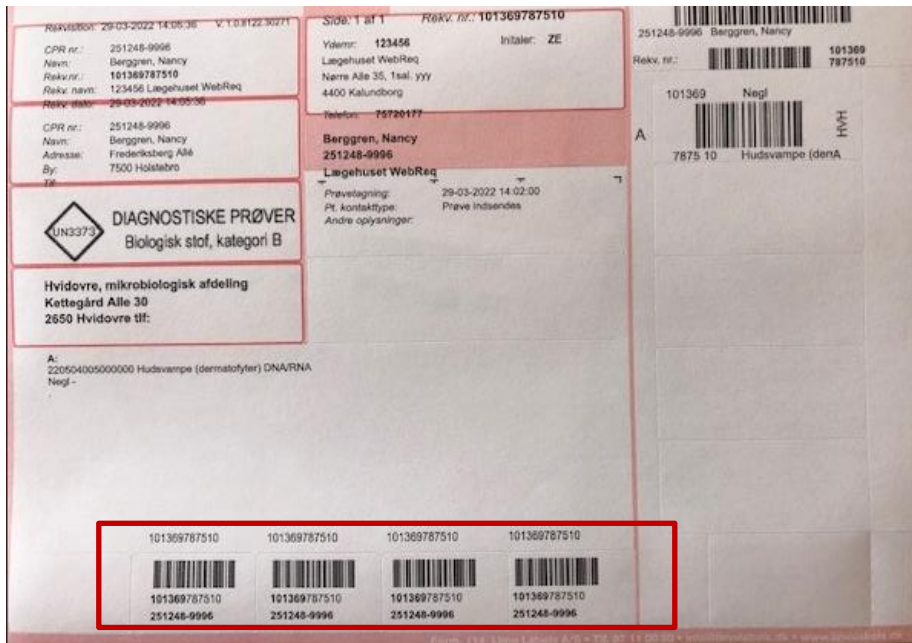 Rekvisition: 29-03-2022 14:05:36 V. 1.0.8122.30271
CPR nr.: 251248-9996
Navn: Berggren, Nancy
Rekv.nr.: 101369787510
Rekv. navn: 123456 Lægehuset WebReq
Rekv. dato: 29-03-2022 14:05:36
CPR nr.: 251248-9996
Navn: Berggren, Nancy
Adresse: Frederiksberg Allé
By: 7500 Holstebro
Tlf:
UN3373
DIAGNOSTISKE PRØVER
Biologisk stof, kategori B
Hvidovre, mikrobiologisk afdeling
Kettegård Alle 30
2650 Hvidovre tlf:
A:
220504005000000 Hudsvampe (dermatofyter) DNA/RNA
Negl -
Side: 1 af 1 Rekv. nr.: 101369787510
Ydernr: 123456 Initaler: ZE
Lægehuset WebReq
Nørre Alle 35, 1sal. yyy
4400 Kalundborg
Telefon: 75720177
Berggren, Nancy
251248-9996
Lægehuset WebReq
Prøvetagning: 29-03-2022 14:02:00
Pt. kontakttype: Prøve indsendes
Andre oplysninger:
251248-9996 Berggren, Nancy
Rekv. nr.: 101369
787510
101369 Negl
A HVH
7875 10 Hudsvampe (derrA
101369787510 101369787510 101369787510 101369787510
101369787510 101369787510 101369787510 101369787510
251248-9996 251248-9996 251248-9996 251248-9996